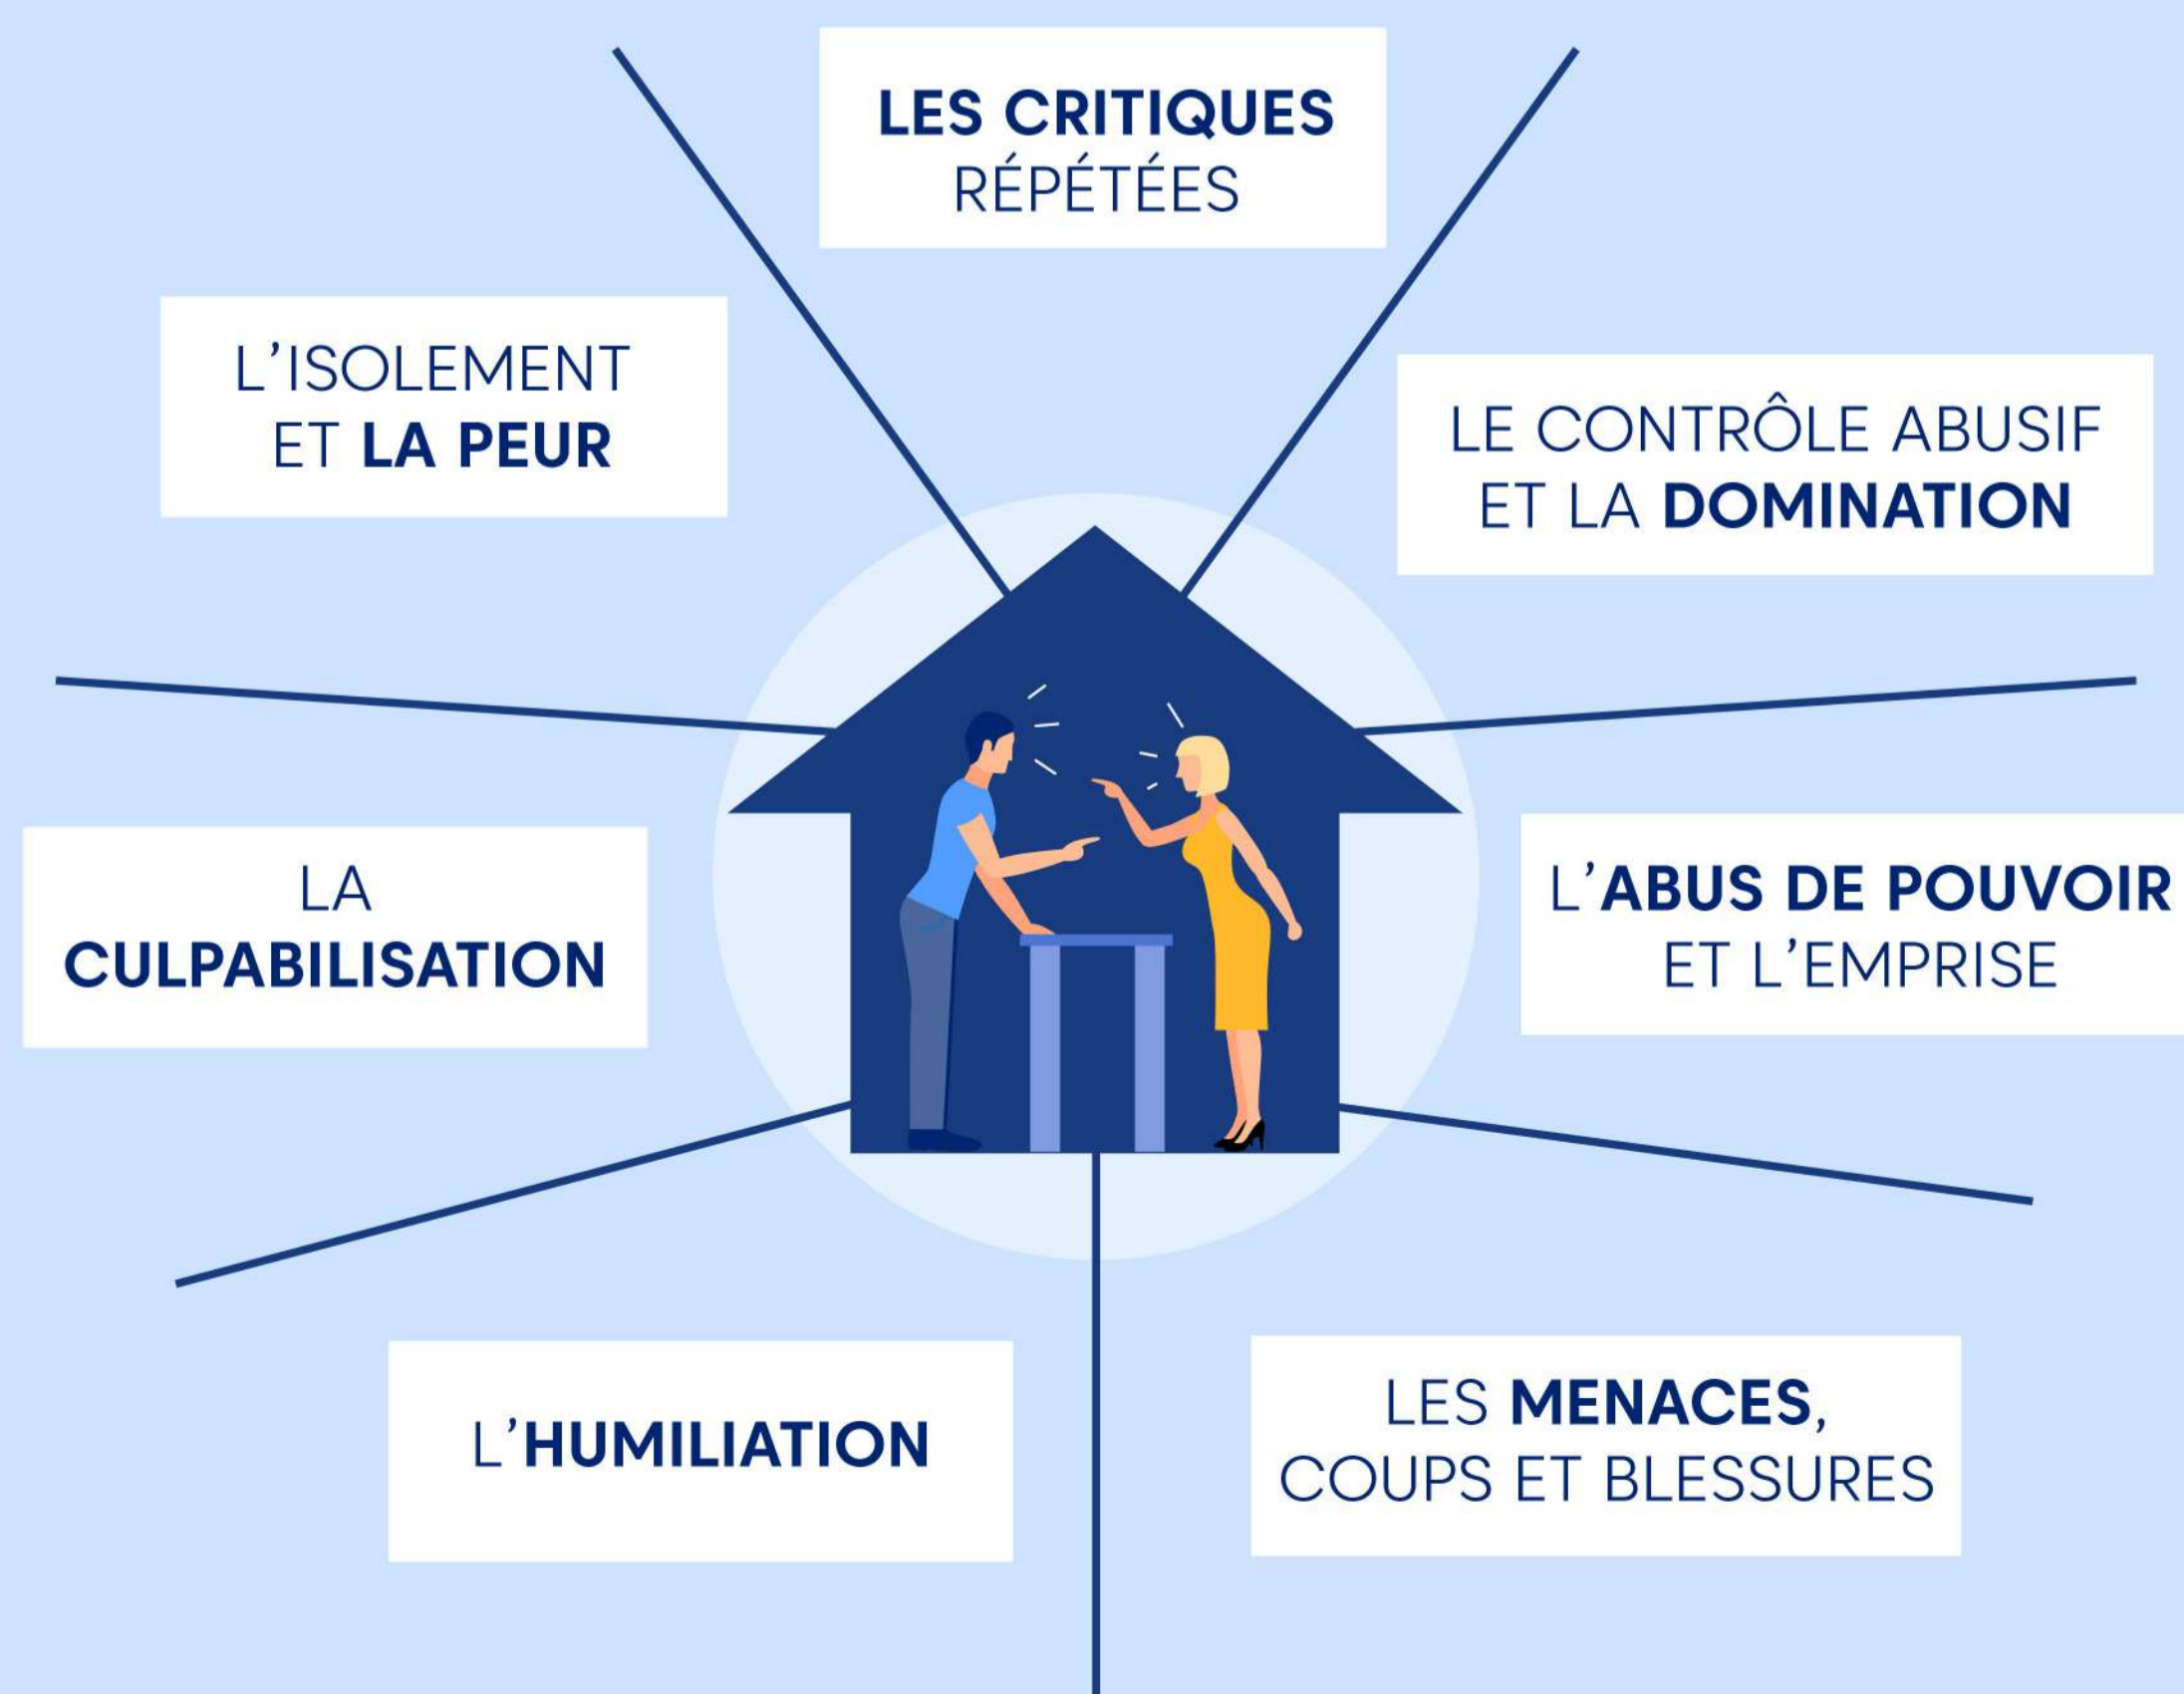 LES CRITIQUES
RÉPÉTÉES
L'ISOLEMENT
ET LA PEUR
LE CONTRÔLE ABUSIF
ET LA DOMINATION
LA
CULPABILISATION
L'ABUS DE POUVOIR
ET L'EMPRISE
L'HUMILIATION
LES MENACES,
COUPS ET BLESSURES